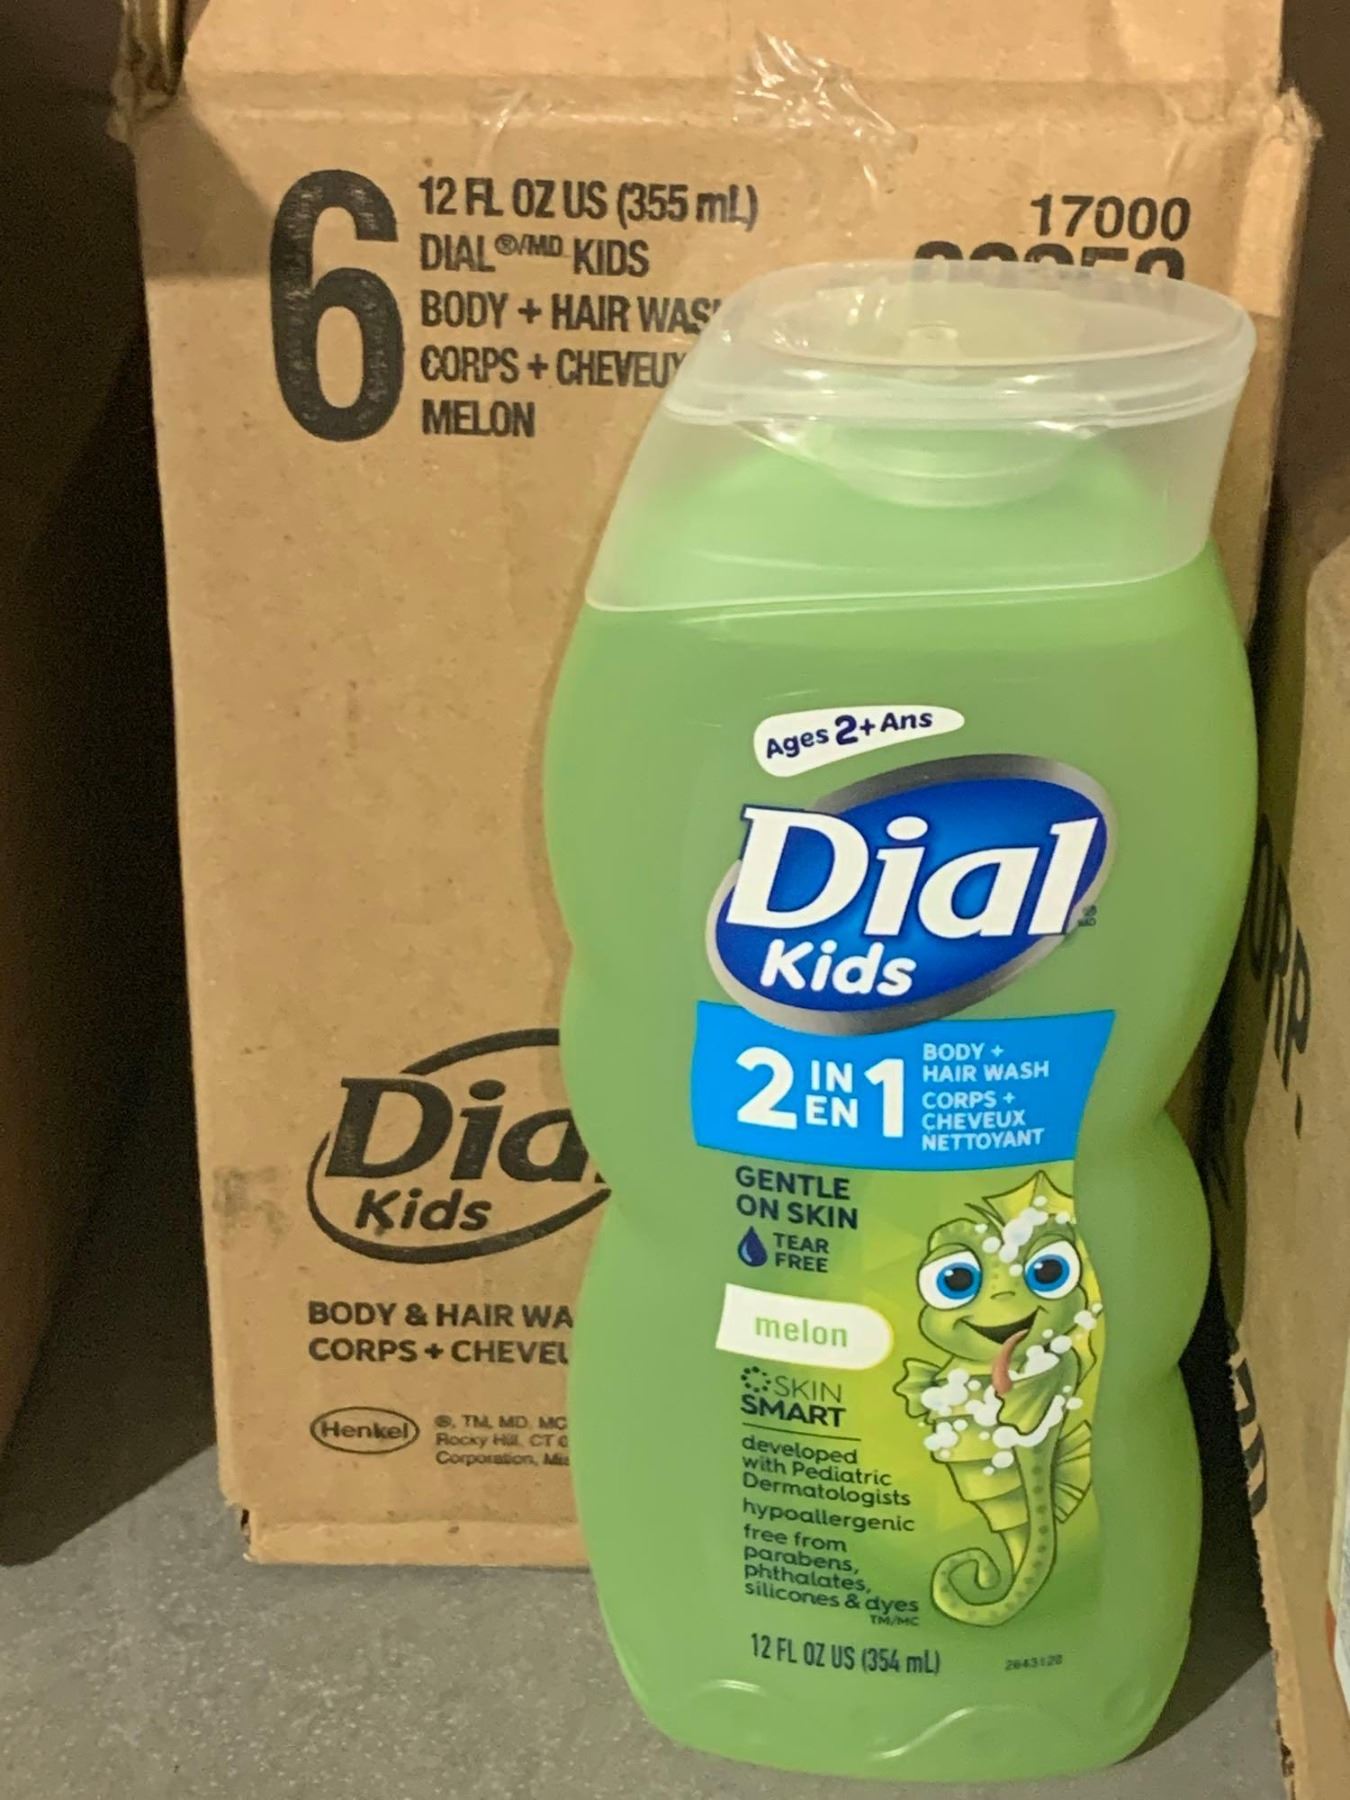 6
12 FL OZ US (355 mL)
DIAL®/MD KIDS
BODY + HAIR WAS
CORPS + CHEVEU
MELON
17000
Dia
Kids
BODY & HAIR WA
CORPS + CHEVE
Henkel
®, TM, MD, MC
Rocky Hill, CT
Corporation,
Ages 2+ Ans
Dial
Kids
2 IN EN 1
BODY +
HAIR WASH
CORPS +
CHEVEUX
NETTOYANT
GENTLE
ON SKIN
TEAR
FREE
melon
SKIN
SMART
developed
with Pediatric
Dermatologists
hypoallergenic
free from
parabens,
phthalates,
silicones & dyes
TM/MC
12 FL OZ US (354 mL)
2643120
ORP.